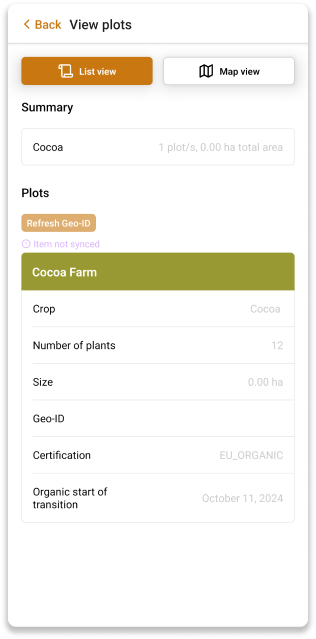 Back View plots
List view Map view
Summary
Cocoa 1 plot/s, 0.00 ha total area
Plots
Refresh Geo-ID
Item not synced
Cocoa Farm
Crop Cocoa
Number of plants 12
Size 0.00 ha
Geo-ID
Certification EU_ORGANIC
Organic start of
transition October 11, 2024